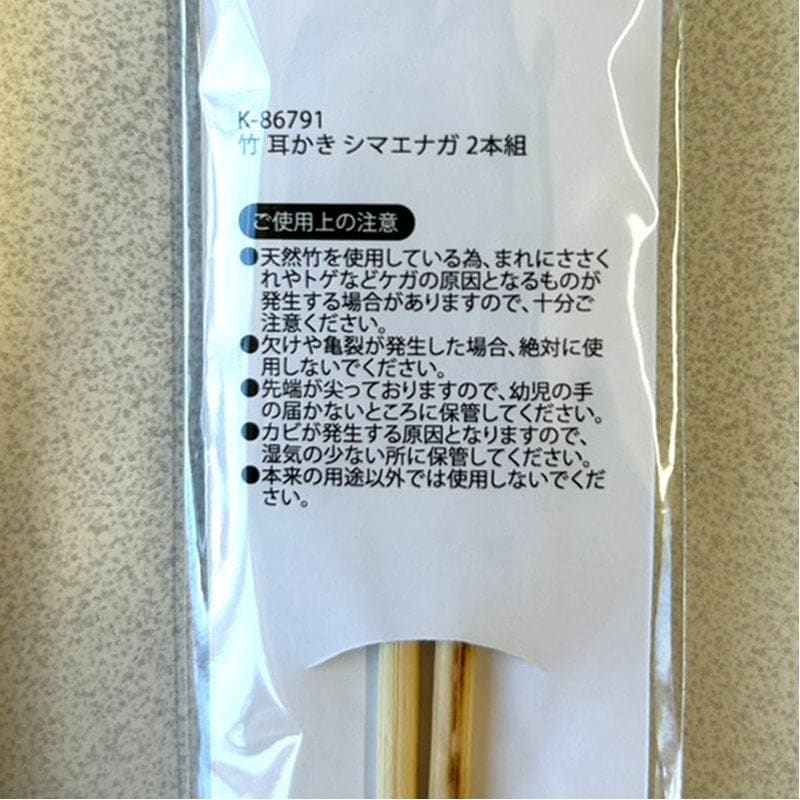 K-86791
竹 耳かき シマエナガ 2本組
ご使用上の注意
●天然竹を使用している為、まれにささく
れやトゲなどケガの原因となるものが
発生する場合がありますので、十分ご
注意ください。
●欠けや亀裂が発生した場合、絶対に使
用しないでください。
●先端が尖っておりますので、幼児の手
の届かないところに保管してください。
●カビが発生する原因となりますので、
湿気の少ない所に保管してください。
●本来の用途以外では使用しないでくだ
さい。